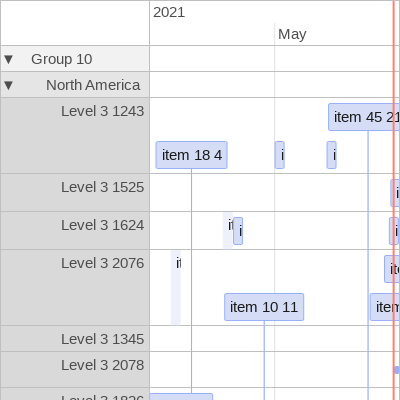 2021
May
▼ Group 10
▼ North America
Level 3 1243
item 45 21
item 18 4
i
i
Level 3 1525
i
Level 3 1624
it
i
i
Level 3 2076
it
it
item 10 11
item
Level 3 1345
Level 3 2078
Level 3 1826